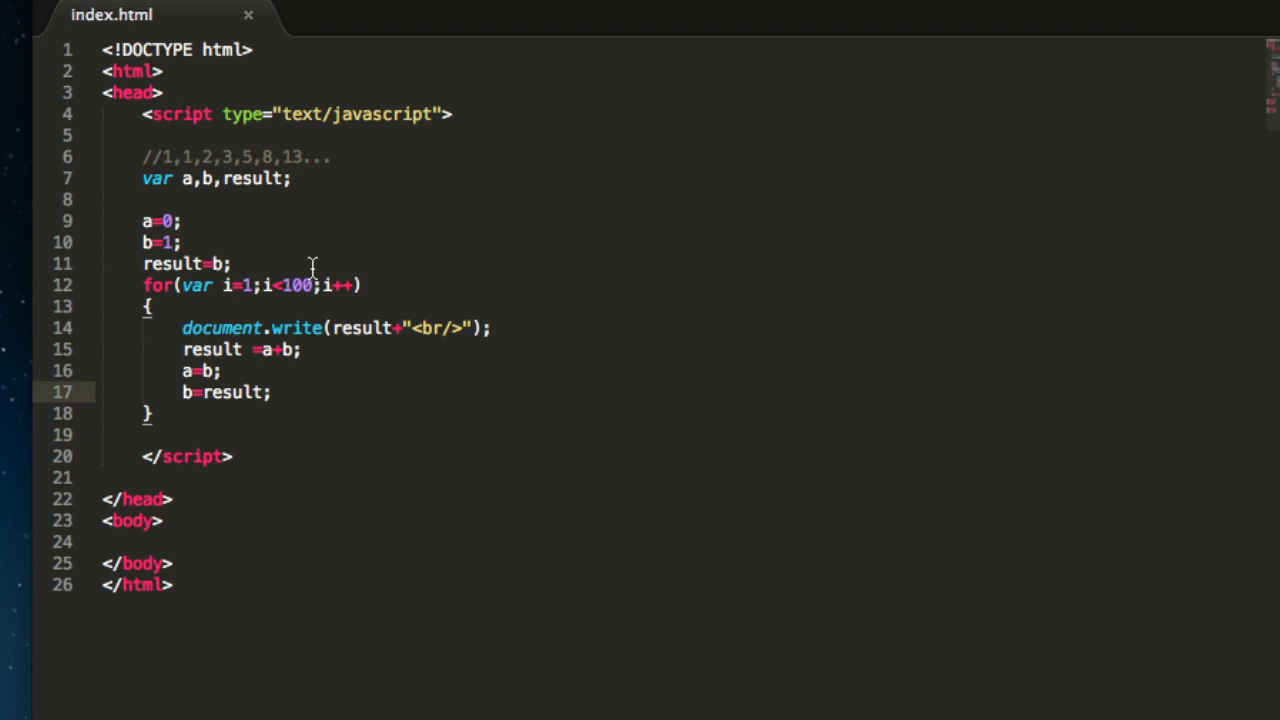 index.html ×
1 <!DOCTYPE html>
2 <html>
3 <head>
4 <script type="text/javascript">
5
6 //1,1,2,3,5,8,13...
7 var a,b,result;
8
9 a=0;
10 b=1;
11 result=b;
12 for(var i=1;i<100;i++)
13 {
14 document.write(result+"<br/>");
15 result =a+b;
16 a=b;
17 b=result;
18 }
19
20 </script>
21
22 </head>
23 <body>
24
25 </body>
26 </html>